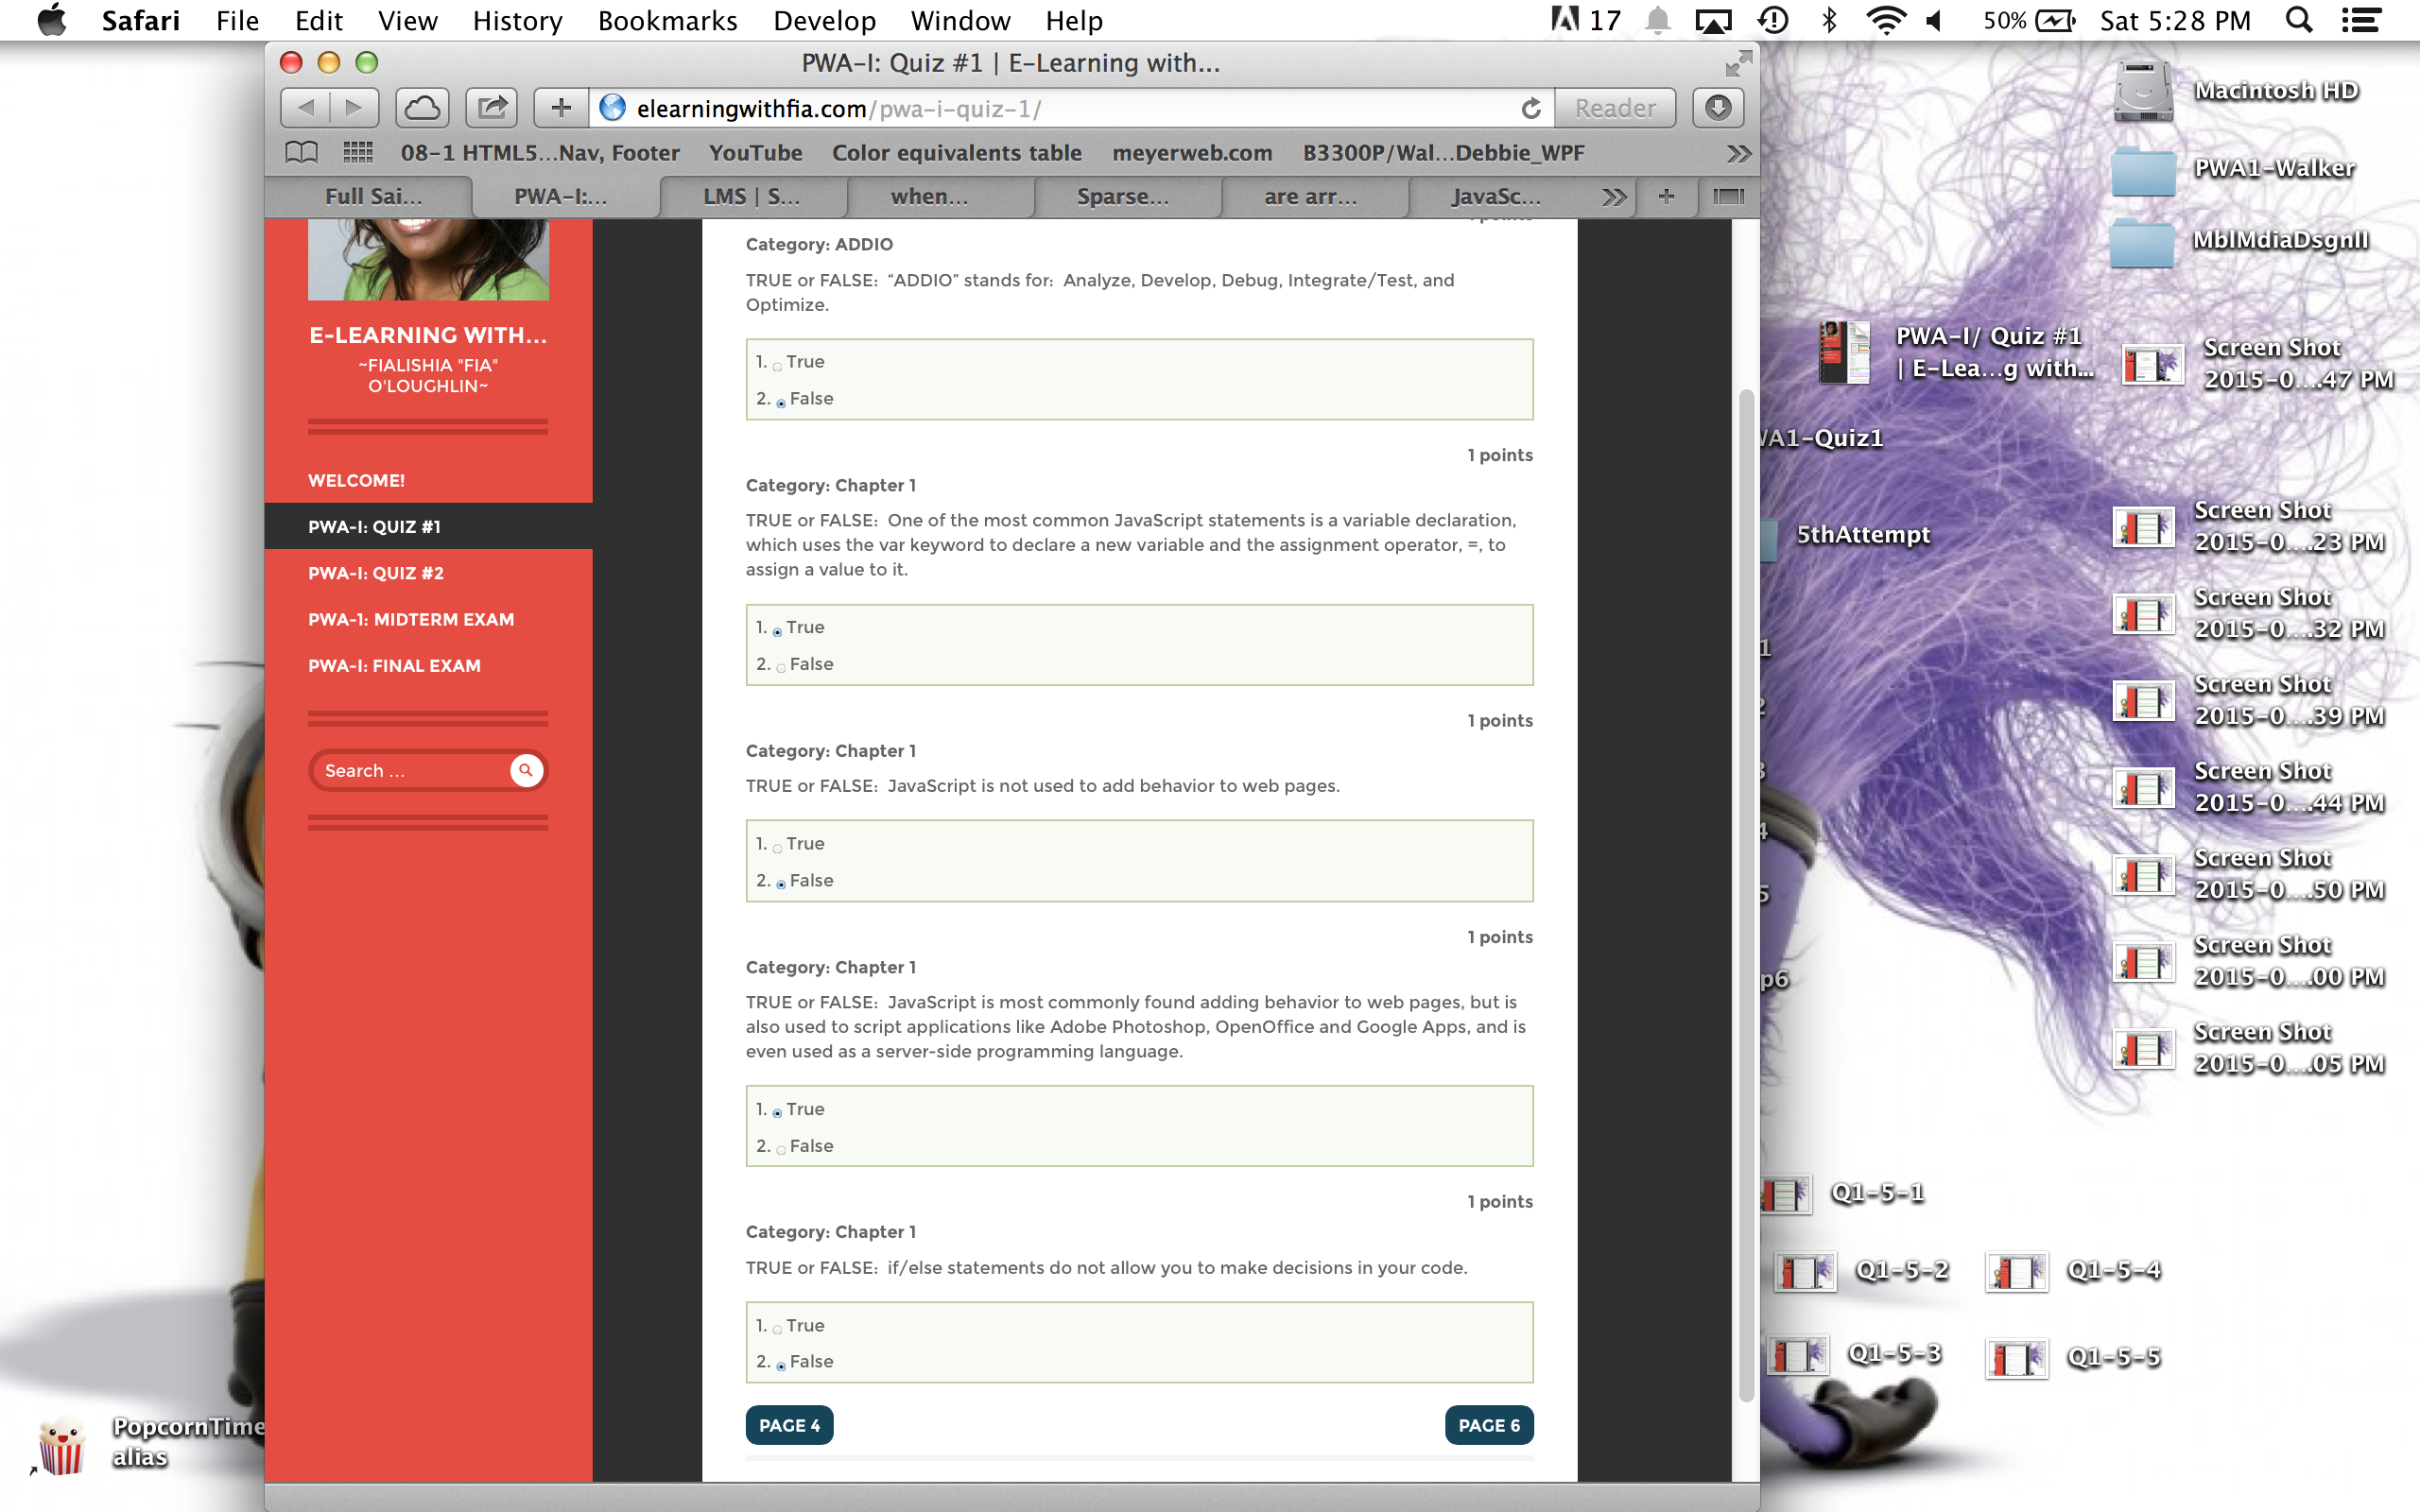 Safari File Edit View History Bookmarks Develop Window Help 17 50% Sat 5:28 PM
PWA-I: Quiz #1 | E-Learning with...
elearningwithfia.com/pwa-i-quiz-1/ Reader
08-1 HTML5...Nav, Footer YouTube Color equivalents table meyerweb.com B3300P/Wal...Debbie_WPF
Full Sai... PWA-I:... LMS | S... when... Sparse... are arr... JavaSc...
E-LEARNING WITH...
~FIALISHIA "FIA"
O'LOUGHLIN~
WELCOME!
PWA-I: QUIZ #1
PWA-I: QUIZ #2
PWA-1: MIDTERM EXAM
PWA-I: FINAL EXAM
Search ...
Category: ADDIO
TRUE or FALSE: “ADDIO” stands for: Analyze, Develop, Debug, Integrate/Test, and
Optimize.
1. True
2. False
1 points
Category: Chapter 1
TRUE or FALSE: One of the most common JavaScript statements is a variable declaration,
which uses the var keyword to declare a new variable and the assignment operator, =, to
assign a value to it.
1. True
2. False
1 points
Category: Chapter 1
TRUE or FALSE: JavaScript is not used to add behavior to web pages.
1. True
2. False
1 points
Category: Chapter 1
TRUE or FALSE: JavaScript is most commonly found adding behavior to web pages, but is
also used to script applications like Adobe Photoshop, OpenOffice and Google Apps, and is
even used as a server-side programming language.
1. True
2. False
1 points
Category: Chapter 1
TRUE or FALSE: if/else statements do not allow you to make decisions in your code.
1. True
2. False
PAGE 4 PAGE 6
Macintosh HD
PWA1-Walker
MblMdiaDsgnII
PWA-I/ Quiz #1
| E-Lea...g with...
Screen Shot
2015-0....47 PM
A1-Quiz1
5thAttempt
Screen Shot
2015-0....23 PM
Screen Shot
2015-0....32 PM
1
2
Screen Shot
2015-0....39 PM
3
Screen Shot
2015-0....44 PM
4
Screen Shot
2015-0....50 PM
5
Screen Shot
2015-0....00 PM
p6
Screen Shot
2015-0....05 PM
Q1-5-1
Q1-5-2 Q1-5-4
Q1-5-3 Q1-5-5
PopcornTime
alias